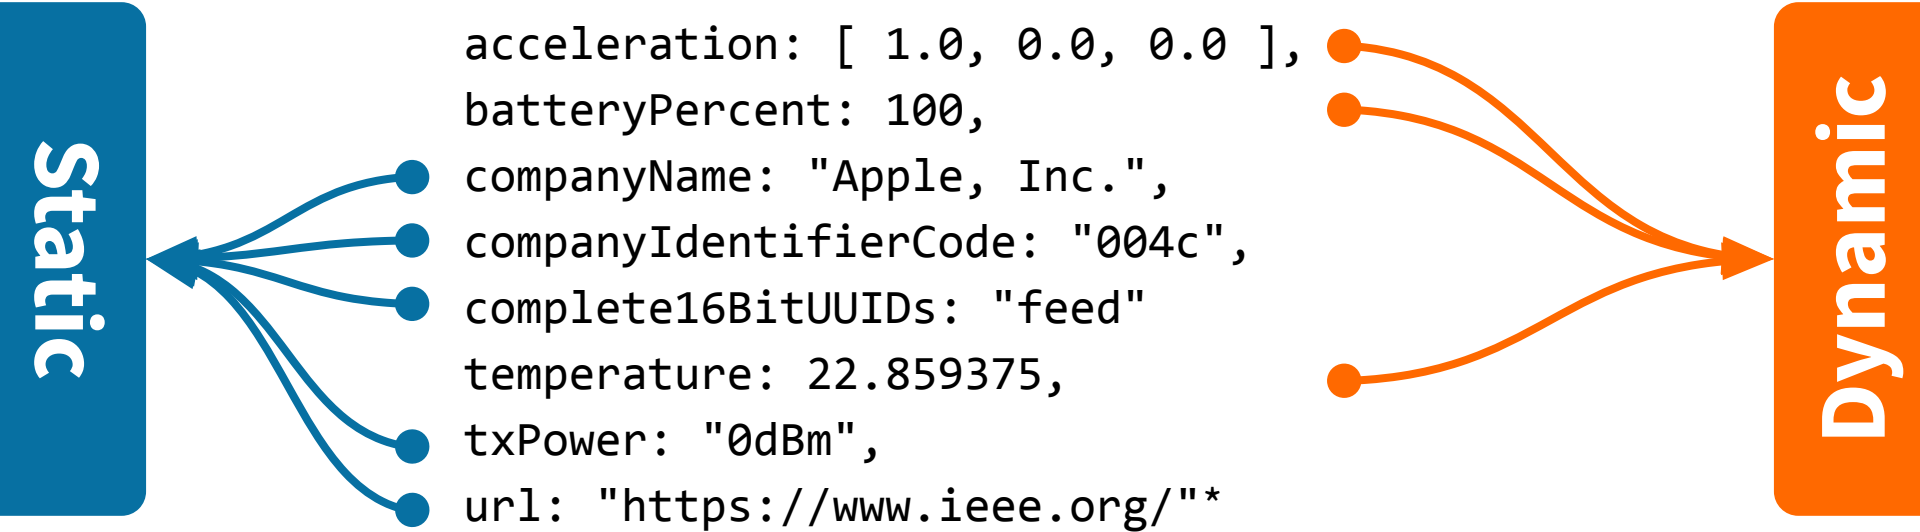 Static
acceleration: [ 1.0, 0.0, 0.0 ],
batteryPercent: 100,
companyName: "Apple, Inc.",
companyIdentifierCode: "004c",
complete16BitUUIDs: "feed"
temperature: 22.859375,
txPower: "0dBm",
url: "https://www.ieee.org/"*
Dynamic